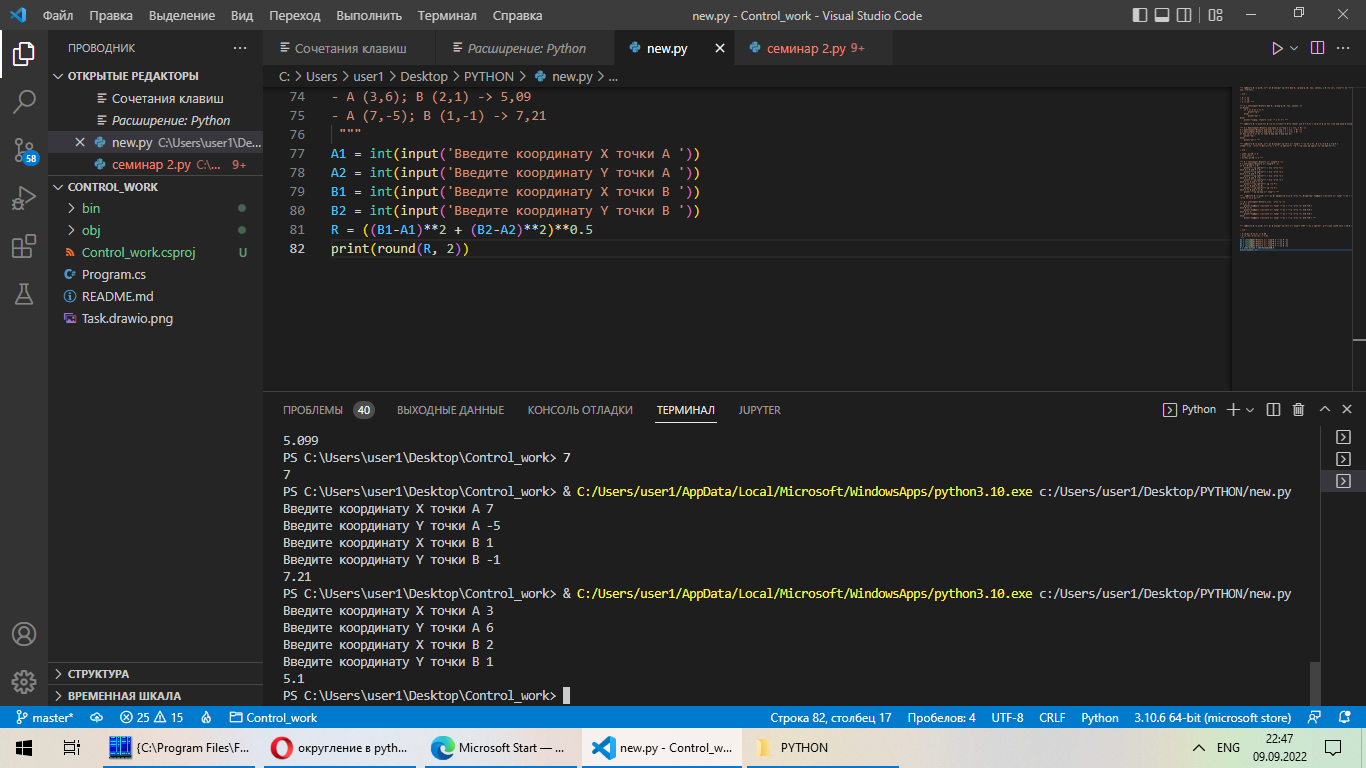 Файл Правка Выделение Вид Переход Выполнить Терминал Справка new.py - Control_work - Visual Studio Code
ПРОВОДНИК ···
ОТКРЫТЫЕ РЕДАКТОРЫ
Сочетания клавиш
Расширение: Python
new.py C:\Users\user1\De...
семинар 2.py C:\... 9+
58
CONTROL_WORK
bin
obj
Control_work.csproj U
Program.cs
README.md
Task.drawio.png
СТРУКТУРА
ВРЕМЕННАЯ ШКАЛА
Сочетания клавиш Расширение: Python new.py семинар 2.py 9+
C: > Users > user1 > Desktop > PYTHON > new.py > ...
74 - A (3,6); B (2,1) -> 5,09
75 - A (7,-5); B (1,-1) -> 7,21
76 """
77 A1 = int(input('Введите координату X точки A '))
78 A2 = int(input('Введите координату Y точки A '))
79 B1 = int(input('Введите координату X точки B '))
80 B2 = int(input('Введите координату Y точки B '))
81 R = ((B1-A1)**2 + (B2-A2)**2)**0.5
82 print(round(R, 2))
ПРОБЛЕМЫ 40 ВЫХОДНЫЕ ДАННЫЕ КОНСОЛЬ ОТЛАДКИ ТЕРМИНАЛ JUPYTER Python
5.099
PS C:\Users\user1\Desktop\Control_work> 7
7
PS C:\Users\user1\Desktop\Control_work> & C:/Users/user1/AppData/Local/Microsoft/WindowsApps/python3.10.exe c:/Users/user1/Desktop/PYTHON/new.py
Введите координату X точки A 7
Введите координату Y точки A -5
Введите координату X точки B 1
Введите координату Y точки B -1
7.21
PS C:\Users\user1\Desktop\Control_work> & C:/Users/user1/AppData/Local/Microsoft/WindowsApps/python3.10.exe c:/Users/user1/Desktop/PYTHON/new.py
Введите координату X точки A 3
Введите координату Y точки A 6
Введите координату X точки B 2
Введите координату Y точки B 1
5.1
PS C:\Users\user1\Desktop\Control_work>
master* 25 15 Control_work Строка 82, столбец 17 Пробелов: 4 UTF-8 CRLF Python 3.10.6 64-bit (microsoft store)
{C:\Program Files\F... округление в pyth... Microsoft Start — ... new.py - Control_w... PYTHON ENG 22:47
09.09.2022